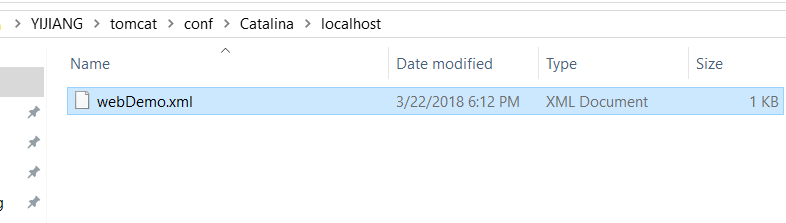 YIJIANG > tomcat > conf > Catalina > localhost
Name Date modified Type Size
webDemo.xml 3/22/2018 6:12 PM XML Document 1 KB
g